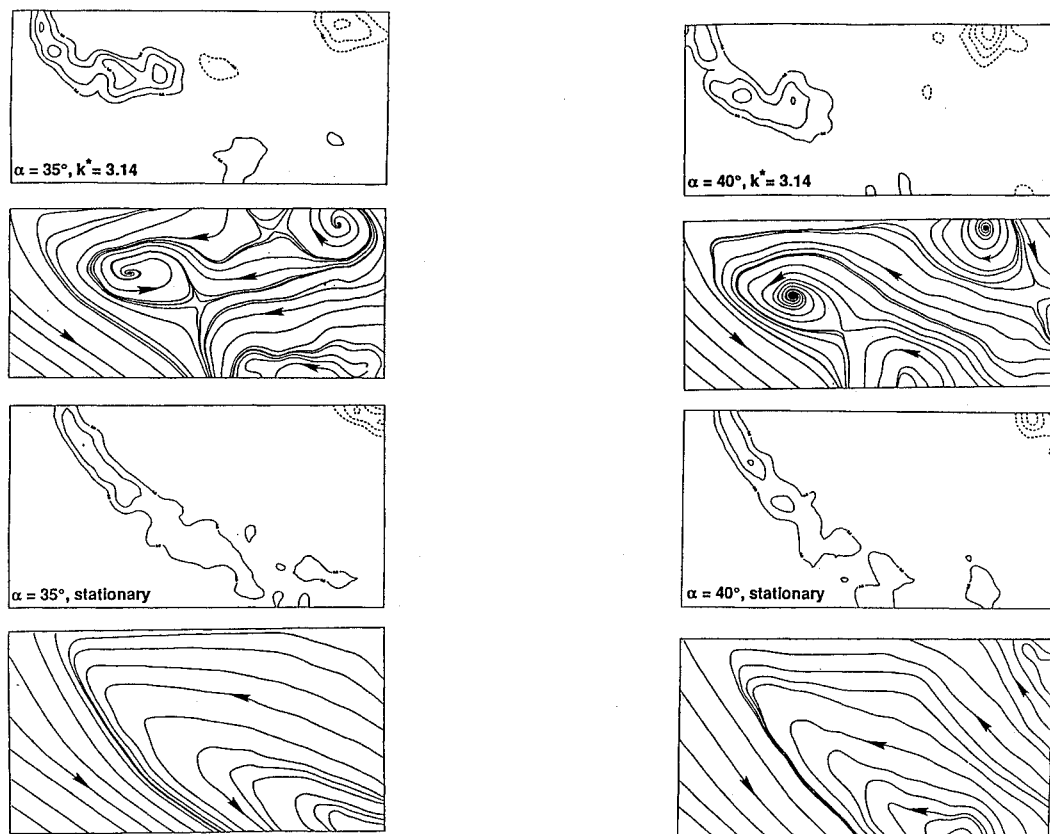 α = 35°, k* = 3.14
α = 40°, k* = 3.14
α = 35°, stationary
α = 40°, stationary